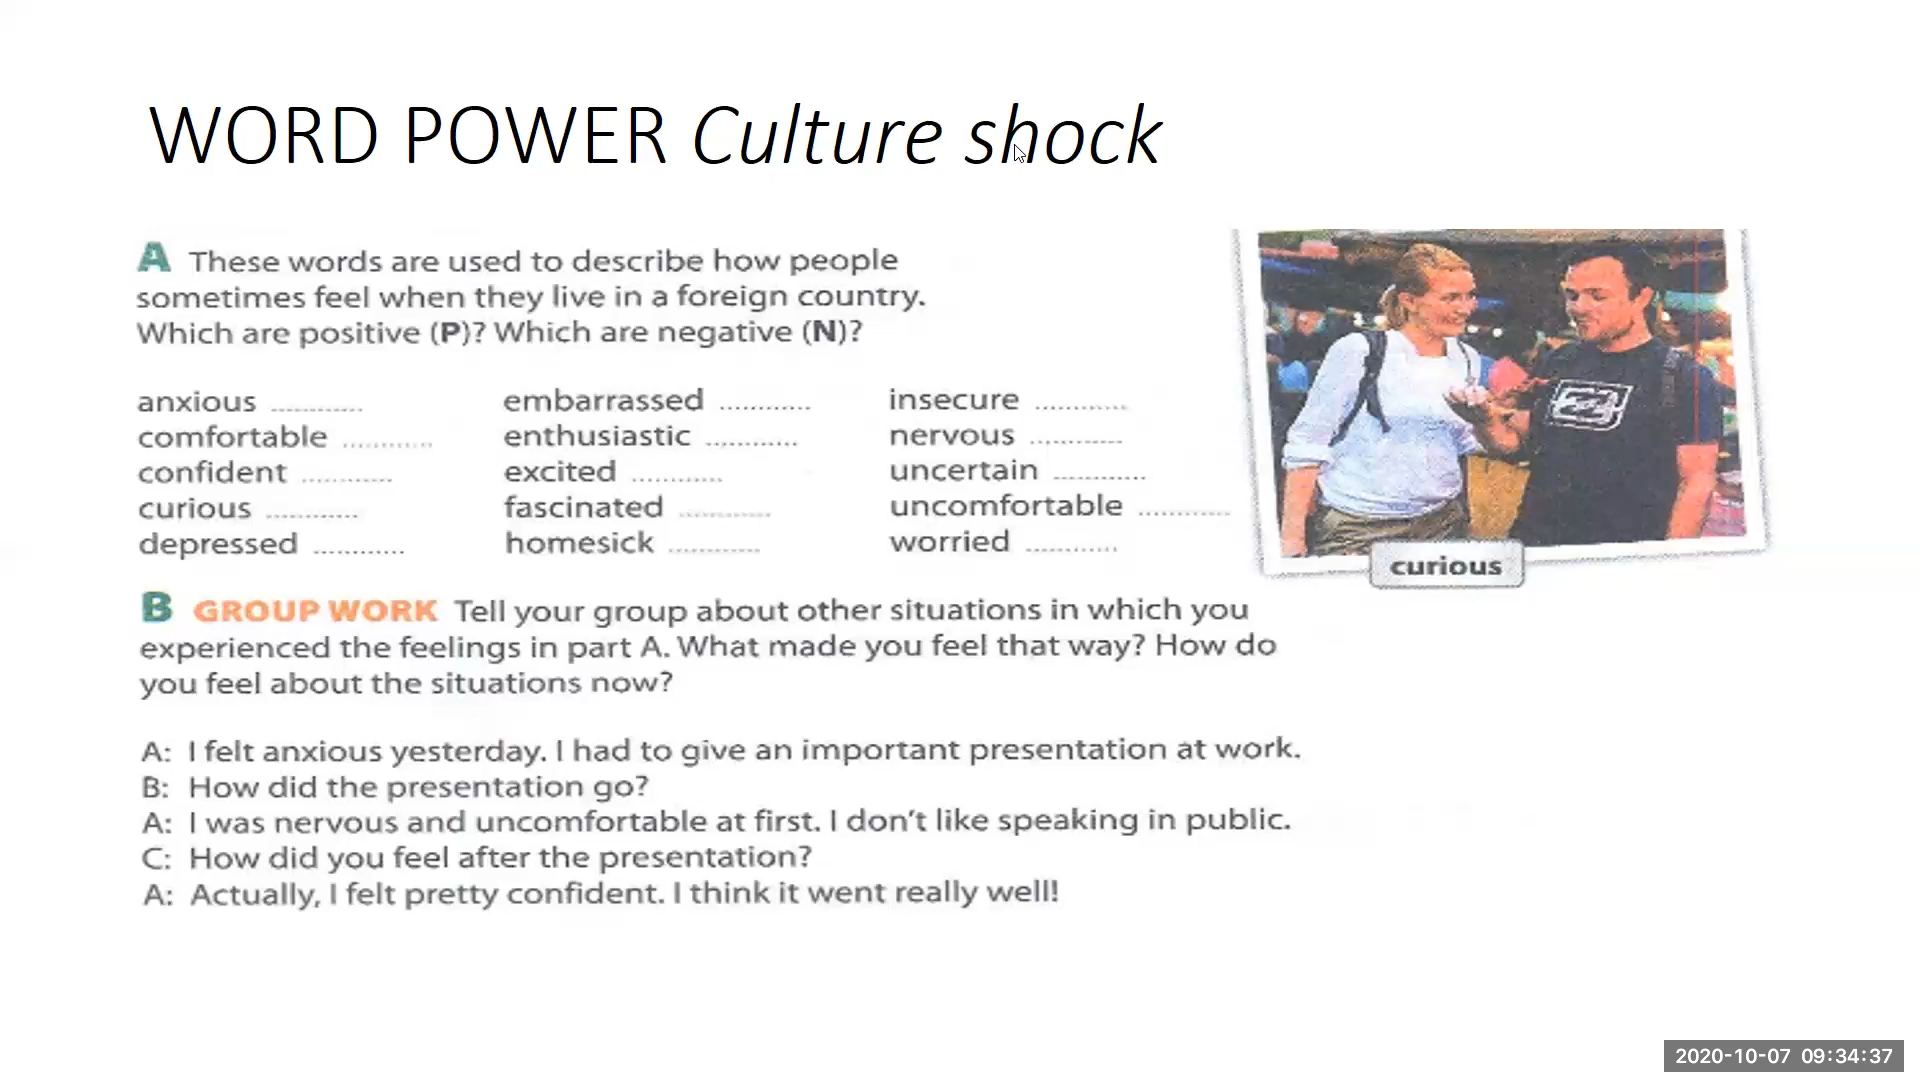 WORD POWER Culture shock
A These words are used to describe how people
sometimes feel when they live in a foreign country.
Which are positive (P)? Which are negative (N)?
anxious ............
comfortable ............
confident ............
curious ............
depressed ............
embarrassed ............
enthusiastic ............
excited ............
fascinated ............
homesick ............
insecure ............
nervous ............
uncertain ............
uncomfortable ............
worried ............
curious
B GROUP WORK Tell your group about other situations in which you
experienced the feelings in part A. What made you feel that way? How do
you feel about the situations now?
A: I felt anxious yesterday. I had to give an important presentation at work.
B: How did the presentation go?
A: I was nervous and uncomfortable at first. I don't like speaking in public.
C: How did you feel after the presentation?
A: Actually, I felt pretty confident. I think it went really well!
2020-10-07 09:34:37